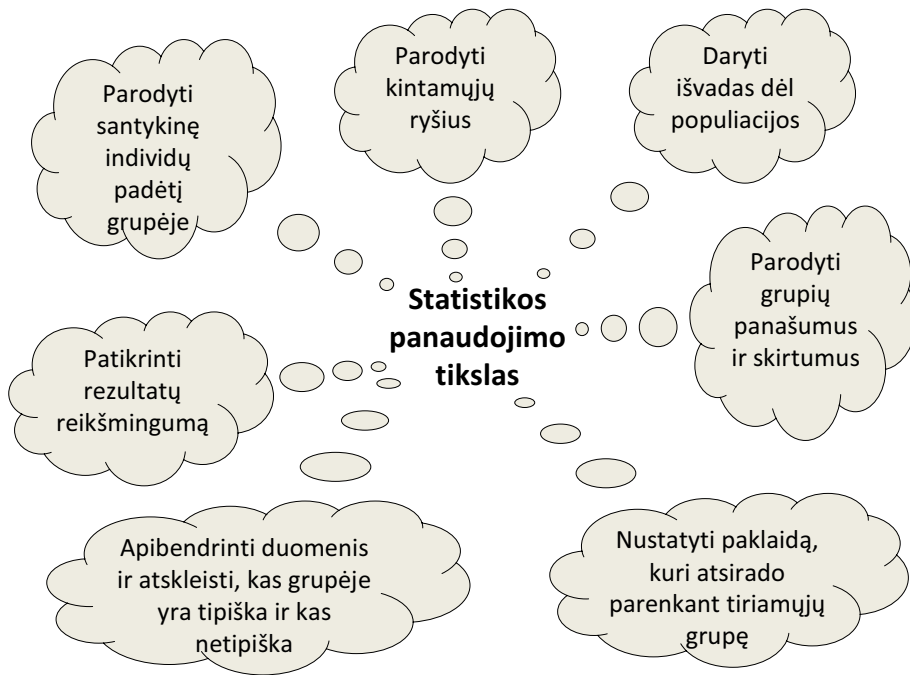 Parodyti
santykinę
individų
padėtį
grupėje
Parodyti
kintamųjų
ryšius
Daryti
išvadas dėl
populiacijos
Statistikos
panaudojimo
tikslas
Parodyti
grupių
panašumus
ir skirtumus
Patikrinti
rezultatų
reikšmingumą
Apibendrinti duomenis
ir atskleisti, kas grupėje
yra tipiška ir kas
netipiška
Nustatyti paklaidą,
kuri atsirado
parenkant tiriamųjų
grupę